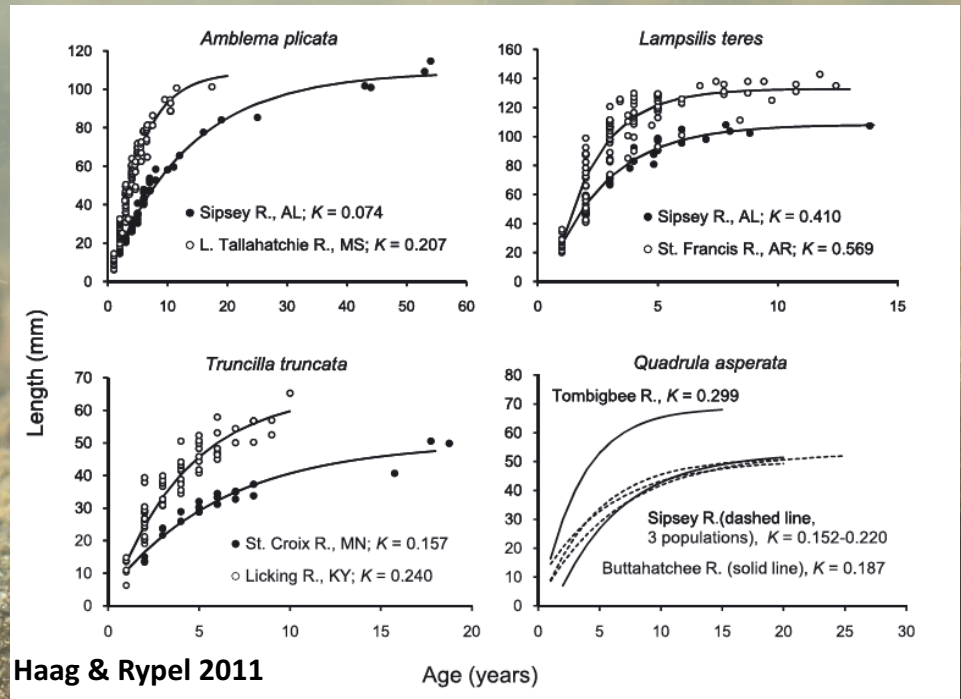 Amblema plicata
120
100
80
60
40
20
0
0 10 20 30 40 50 60
● Sipsey R., AL; K = 0.074
○ L. Tallahatchie R., MS; K = 0.207
Lampsilis teres
160
140
120
100
80
60
40
20
0
0 5 10 15
● Sipsey R., AL; K = 0.410
○ St. Francis R., AR; K = 0.569
Length (mm)
Truncilla truncata
70
60
50
40
30
20
10
0
0 5 10 15 20
● St. Croix R., MN; K = 0.157
○ Licking R., KY; K = 0.240
Quadrula asperata
80
70
60
50
40
30
20
10
0
0 5 10 15 20 25 30
Tombigbee R., K = 0.299
Sipsey R.(dashed line,
3 populations), K = 0.152-0.220
Buttahatchee R. (solid line), K = 0.187
Haag & Rypel 2011
Age (years)